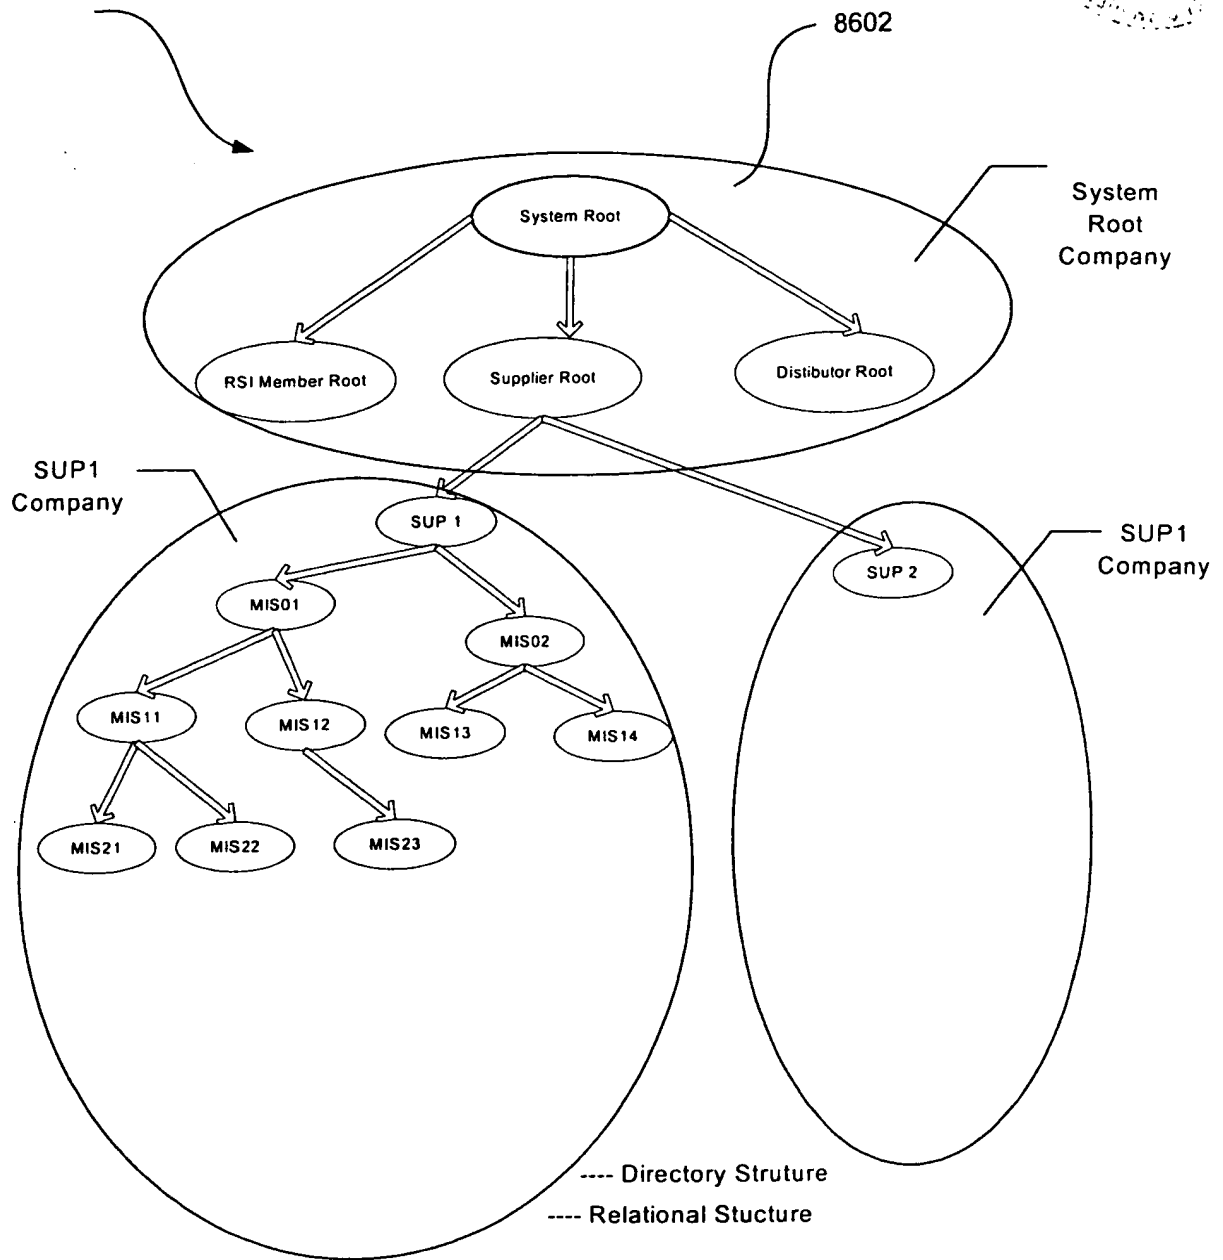 8602
System Root
System
Root
Company
RSI Member Root
Supplier Root
Distibutor Root
SUP1
Company
SUP 1
SUP1
Company
SUP 2
MIS01
MIS02
MIS11
MIS12
MIS13
MIS14
MIS21
MIS22
MIS23
---- Directory Struture
---- Relational Stucture